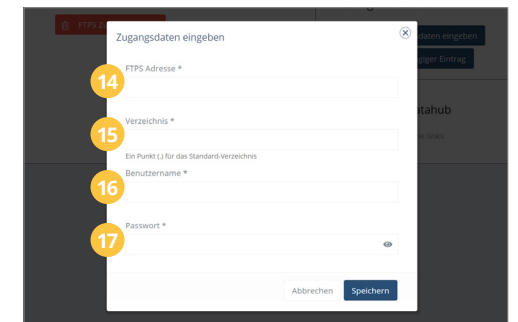 FTPS
Zugangsdaten eingeben
daten eingeben
FTPS Adresse *
giger Eintrag
14
Verzeichnis *
15
tahub
Ein Punkt (.) für das Standard-Verzeichnis
Benutzername *
16
Passwort *
17
Abbrechen
Speichern